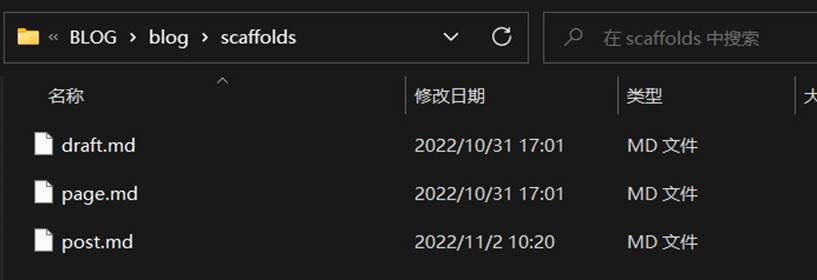 « BLOG › blog › scaffolds 在 scaffolds 中搜索
名称 修改日期 类型
draft.md 2022/10/31 17:01 MD 文件
page.md 2022/10/31 17:01 MD 文件
post.md 2022/11/2 10:20 MD 文件